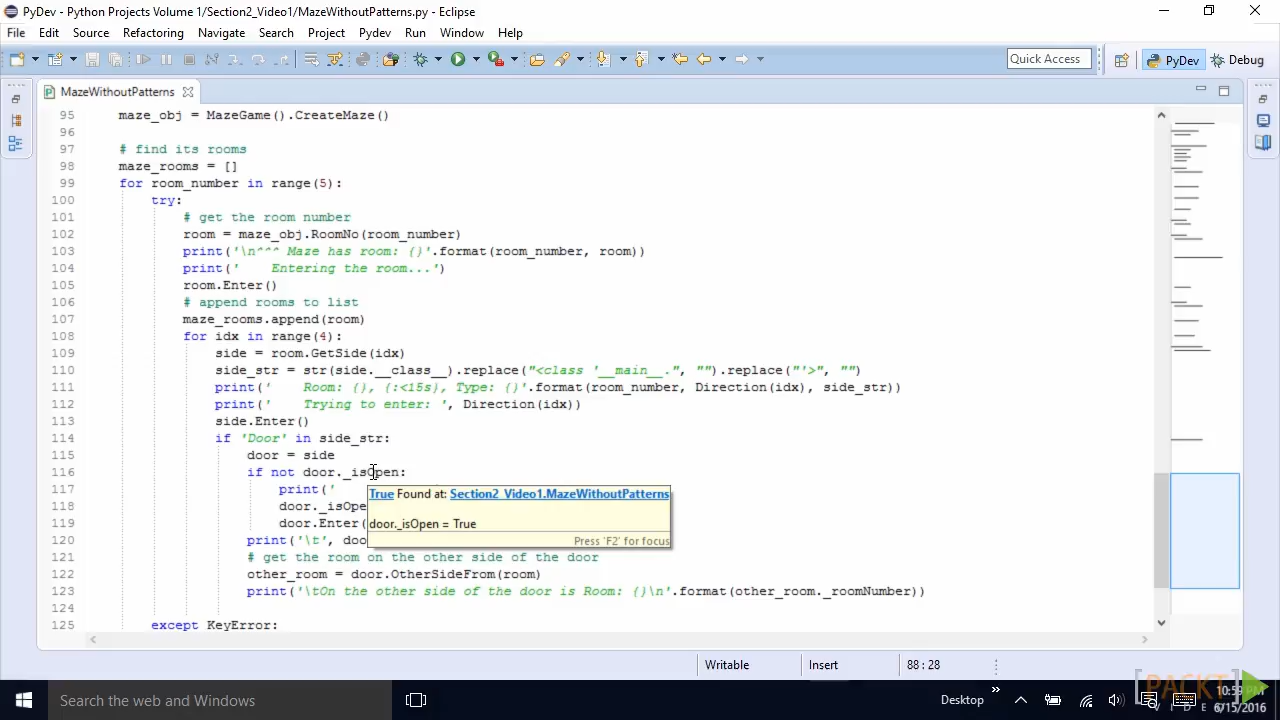 PyDev - Python Projects Volume 1/Section2_Video1/MazeWithoutPatterns.py - Eclipse
File Edit Source Refactoring Navigate Search Project Pydev Run Window Help
Quick Access PyDev Debug
MazeWithoutPatterns
95 maze_obj = MazeGame().CreateMaze()
96
97 # find its rooms
98 maze_rooms = []
99 for room_number in range(5):
100 try:
101 # get the room number
102 room = maze_obj.RoomNo(room_number)
103 print('\n^^^ Maze has room: {}'.format(room_number, room))
104 print('    Entering the room...')
105 room.Enter()
106 # append rooms to list
107 maze_rooms.append(room)
108 for idx in range(4):
109 side = room.GetSide(idx)
110 side_str = str(side.__class__).replace("<class '__main__.", "").replace("'>", "")
111 print('    Room: {}, {:<15s}, Type: {}'.format(room_number, Direction(idx), side_str))
112 print('    Trying to enter: ', Direction(idx))
113 side.Enter()
114 if 'Door' in side_str:
115 door = side
116 if not door._isOpen:
117 print('
118 door._isOpe
119 door.Enter(
120 print('\t', doo
True Found at: Section2_Video1.MazeWithoutPatterns
door._isOpen = True
Press 'F2' for focus
121 # get the room on the other side of the door
122 other_room = door.OtherSideFrom(room)
123 print('\tOn the other side of the door is Room: {}\n'.format(other_room._roomNumber))
124
125 except KeyError:
Writable Insert 88 : 28
Search the web and Windows
Desktop
10:59 PM
6/15/2016
[PACKT]
VIDEO